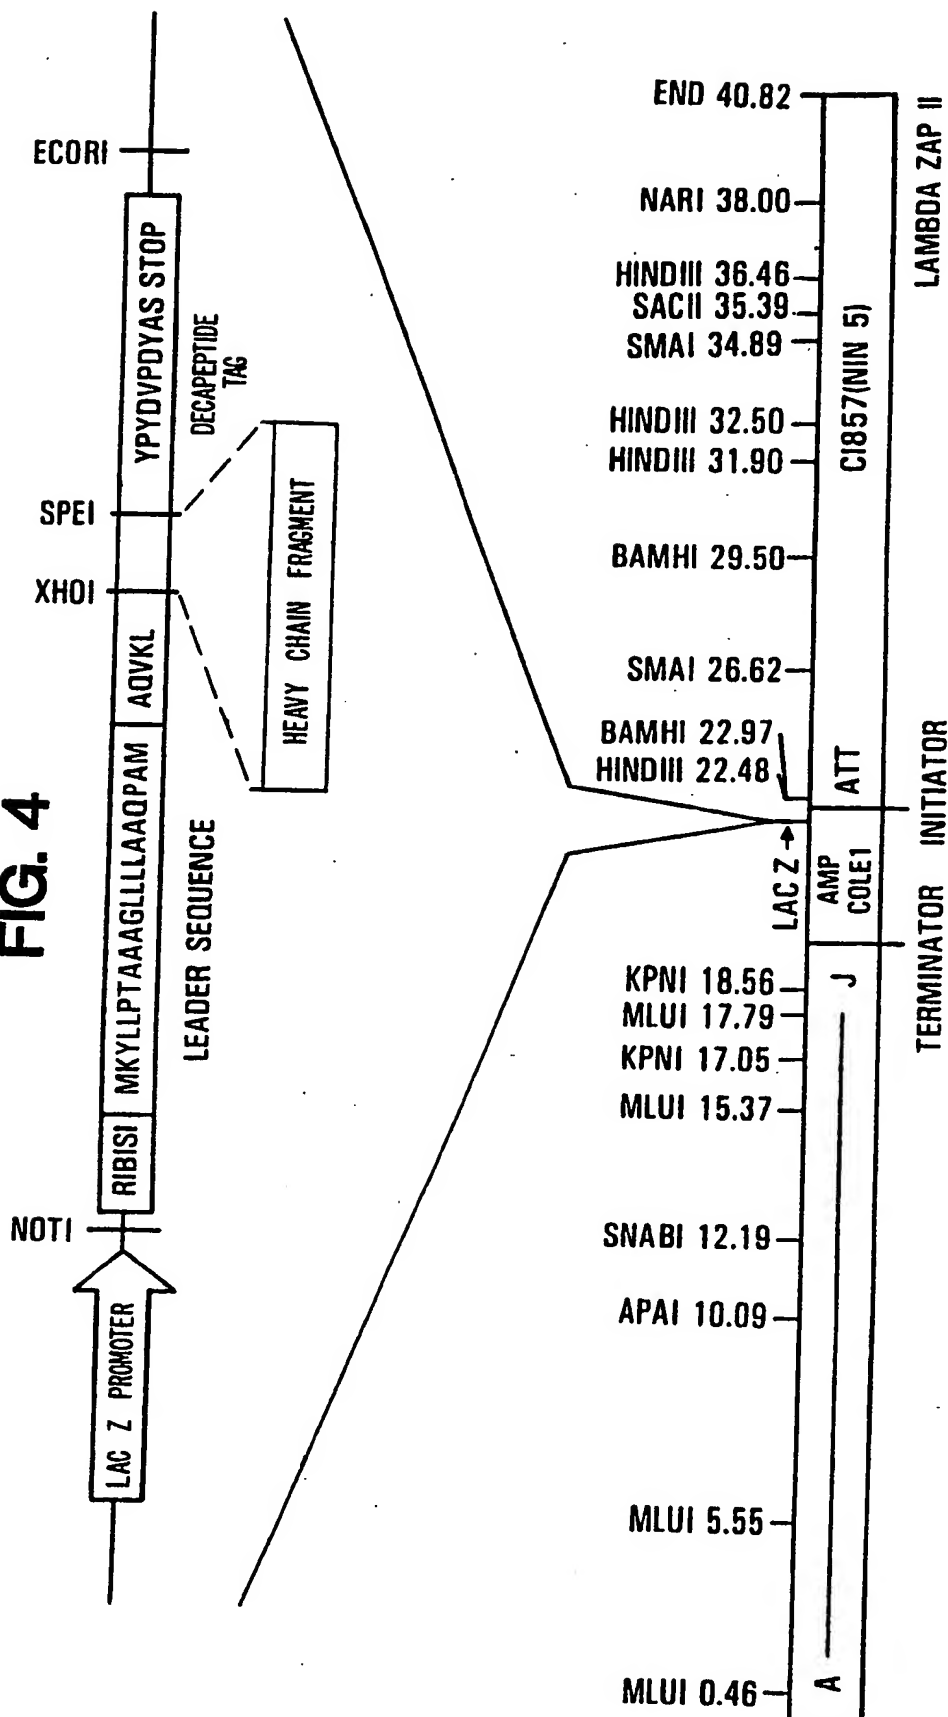 FIG. 4
LAC Z PROMOTER
NOTI
RIBISI
MKYLLPTAAAGLLLLAAQPAM
AQVKL
XHOI
SPEI
YPYDVPDYAS STOP
ECORI
LEADER SEQUENCE
DECAPEPTIDE
TAG
HEAVY CHAIN FRAGMENT
END 40.82
NARI 38.00
HINDIII 36.46
SACII 35.39
SMAI 34.89
HINDIII 32.50
HINDIII 31.90
BAMHI 29.50
SMAI 26.62
BAMHI 22.97
HINDIII 22.48
LAC Z
KPNI 18.56
MLUI 17.79
KPNI 17.05
MLUI 15.37
SNABI 12.19
APAI 10.09
MLUI 5.55
MLUI 0.46
A
J
AMP
COLE1
ATT
CI857(NIN 5)
TERMINATOR
INITIATOR
LAMBDA ZAP II